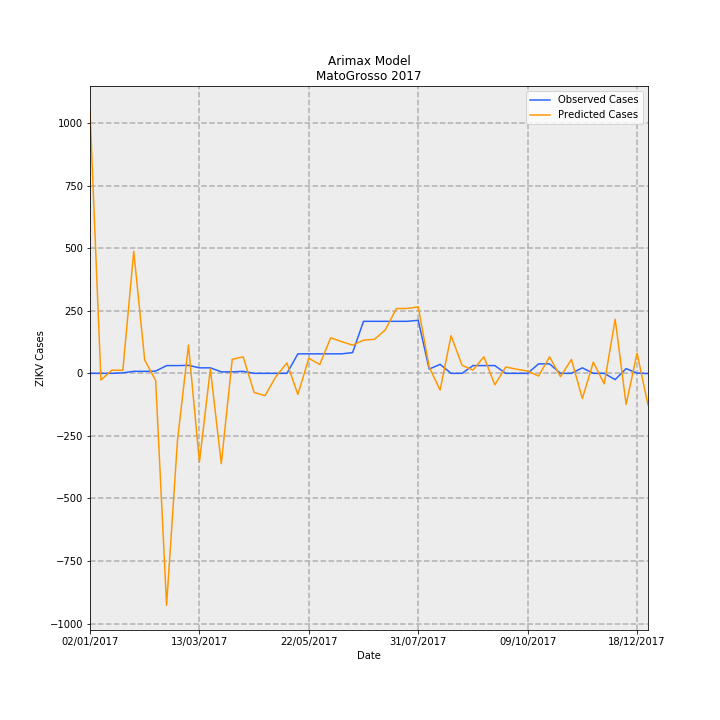 Arimax Model
MatoGrosso 2017
Observed Cases
Predicted Cases
1000
750
500
250
0
−250
−500
−750
−1000
ZIKV Cases
02/01/2017
13/03/2017
22/05/2017
31/07/2017
09/10/2017
18/12/2017
Date